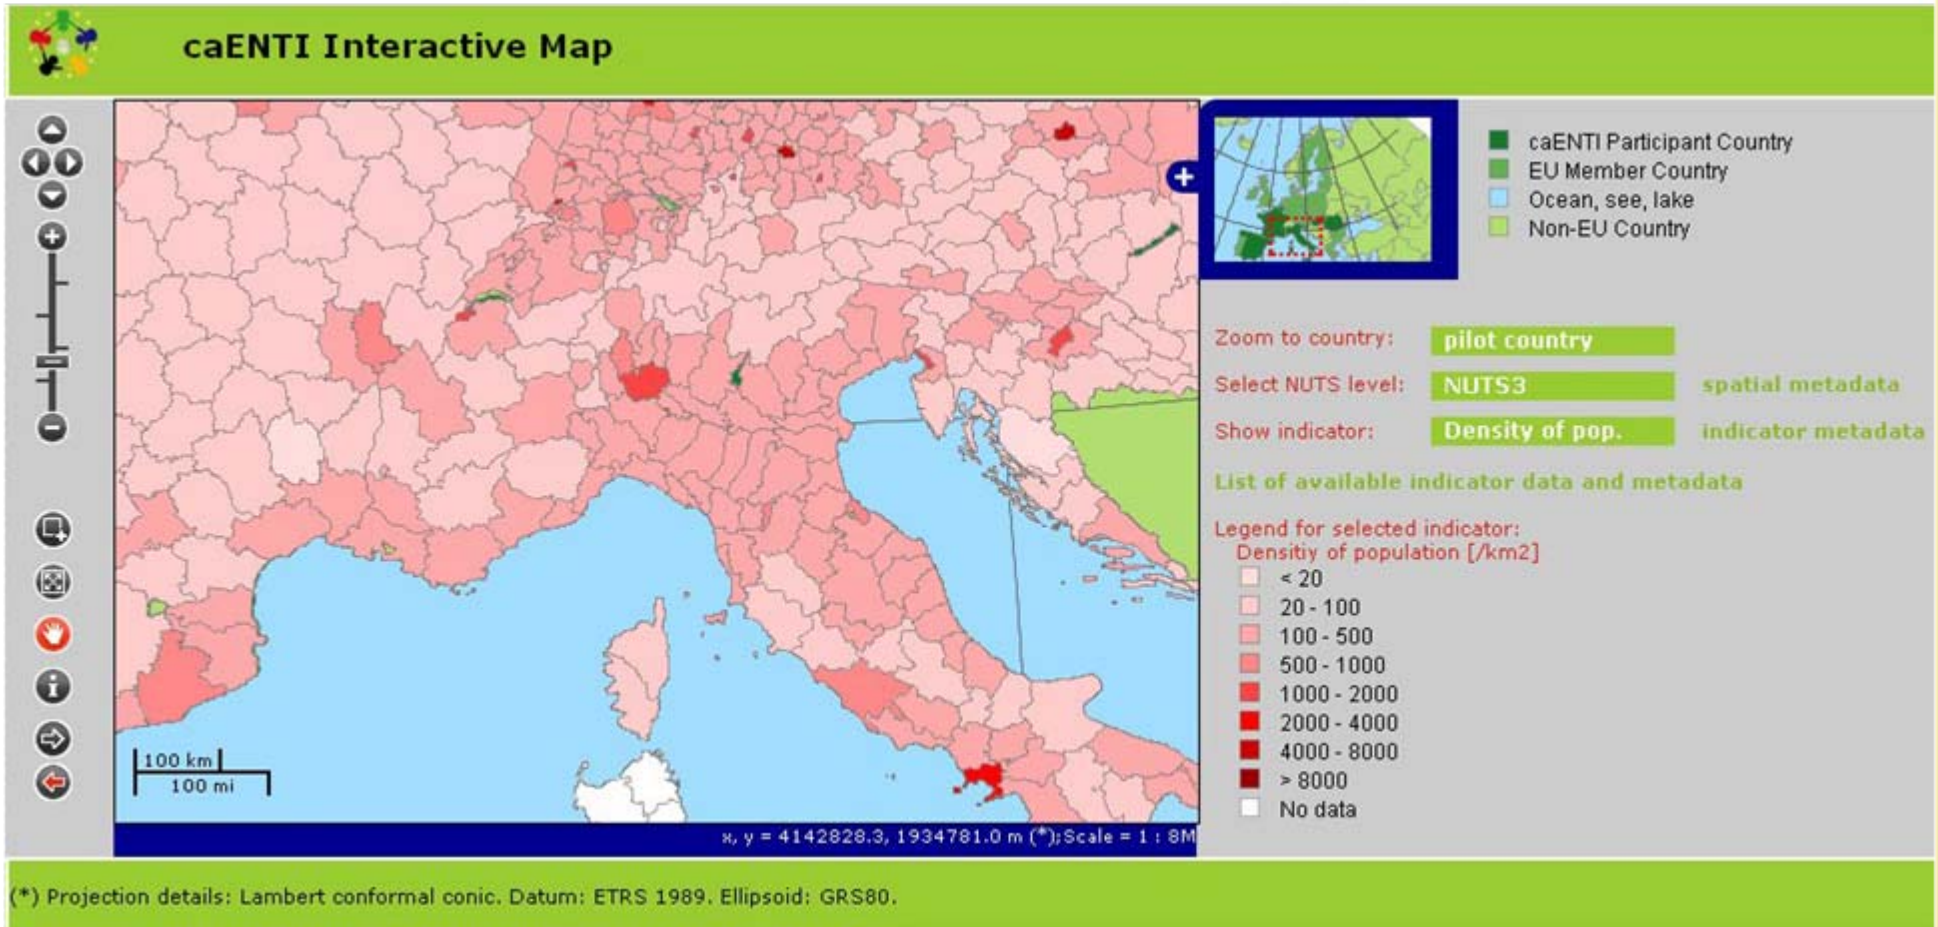 caENTI Interactive Map
caENTI Participant Country
EU Member Country
Ocean, see, lake
Non-EU Country
Zoom to country: pilot country
Select NUTS level: NUTS3 spatial metadata
Show indicator: Density of pop. indicator metadata
List of available indicator data and metadata
Legend for selected indicator:
Densitiy of population [/km2]
< 20
20 - 100
100 - 500
500 - 1000
1000 - 2000
2000 - 4000
4000 - 8000
> 8000
No data
100 km
100 mi
x, y = 4142828.3, 1934781.0 m (*);Scale = 1 : 8M
(*) Projection details: Lambert conformal conic. Datum: ETRS 1989. Ellipsoid: GRS80.